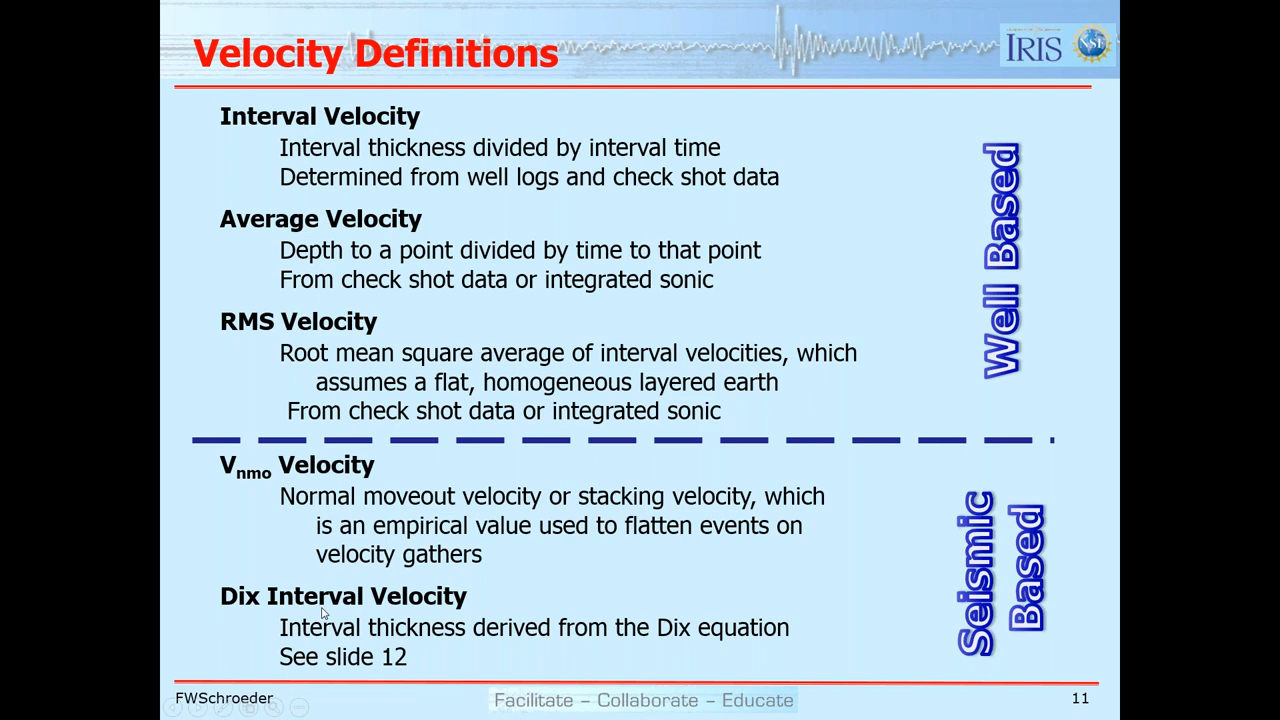 Velocity Definitions
IRIS
NSF
Interval Velocity
Interval thickness divided by interval time
Determined from well logs and check shot data
Average Velocity
Depth to a point divided by time to that point
From check shot data or integrated sonic
RMS Velocity
Root mean square average of interval velocities, which
assumes a flat, homogeneous layered earth
From check shot data or integrated sonic
Well Based
Vnmo Velocity
Normal moveout velocity or stacking velocity, which
is an empirical value used to flatten events on
velocity gathers
Dix Interval Velocity
Interval thickness derived from the Dix equation
See slide 12
Seismic
Based
FWSchroeder
Facilitate – Collaborate – Educate
11